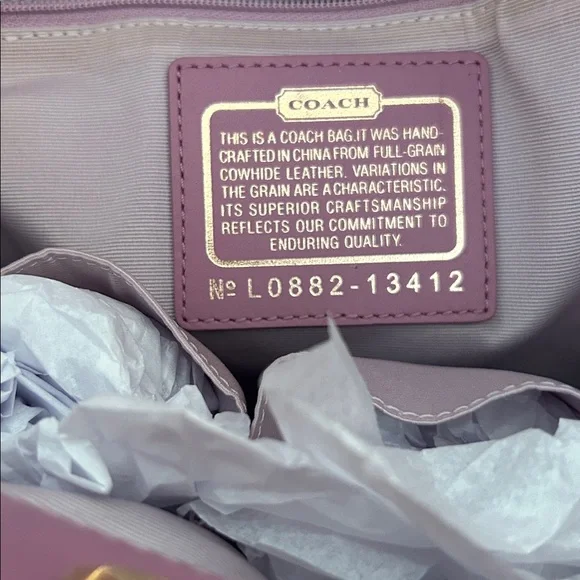 COACH
THIS IS A COACH BAG.IT WAS HAND-
CRAFTED IN CHINA FROM FULL-GRAIN
COWHIDE LEATHER. VARIATIONS IN
THE GRAIN ARE A CHARACTERISTIC.
ITS SUPERIOR CRAFTSMANSHIP
REFLECTS OUR COMMITMENT TO
ENDURING QUALITY.
Nº L0882-13412